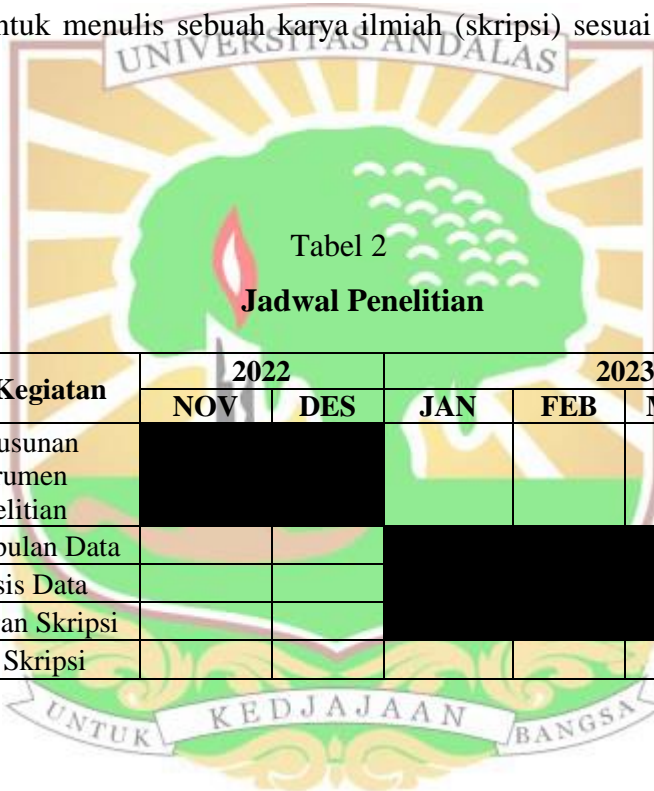 ntuk menulis sebuah karya ilmiah (skripsi) sesuai
UNIVERSITAS ANDALAS
Tabel 2
Jadwal Penelitian
Kegiatan 2022 2023
NOV DES JAN FEB M
usunan
rumen
elitian
pulan Data
sis Data
an Skripsi
Skripsi
UNTUK KEDJAJAAN BANGSA